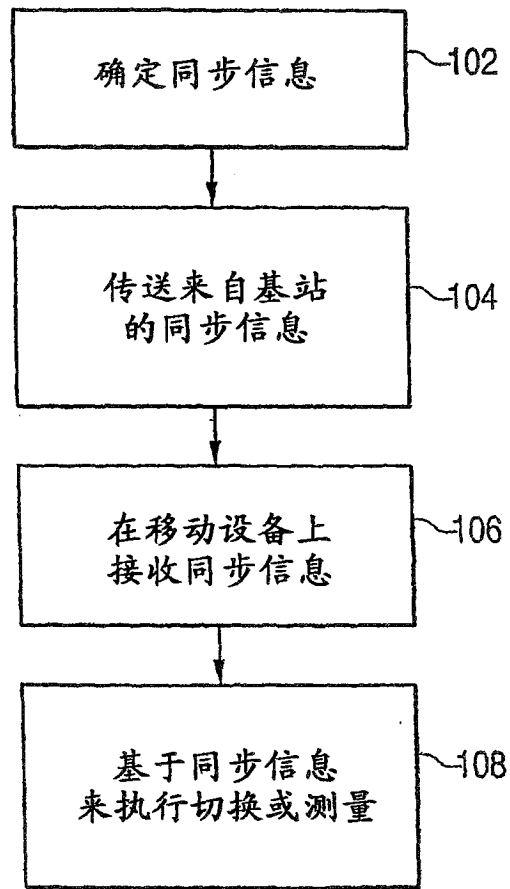 确定同步信息
102
传送来自基站
的同步信息
104
在移动设备上
接收同步信息
106
基于同步信息
来执行切换或测量
108